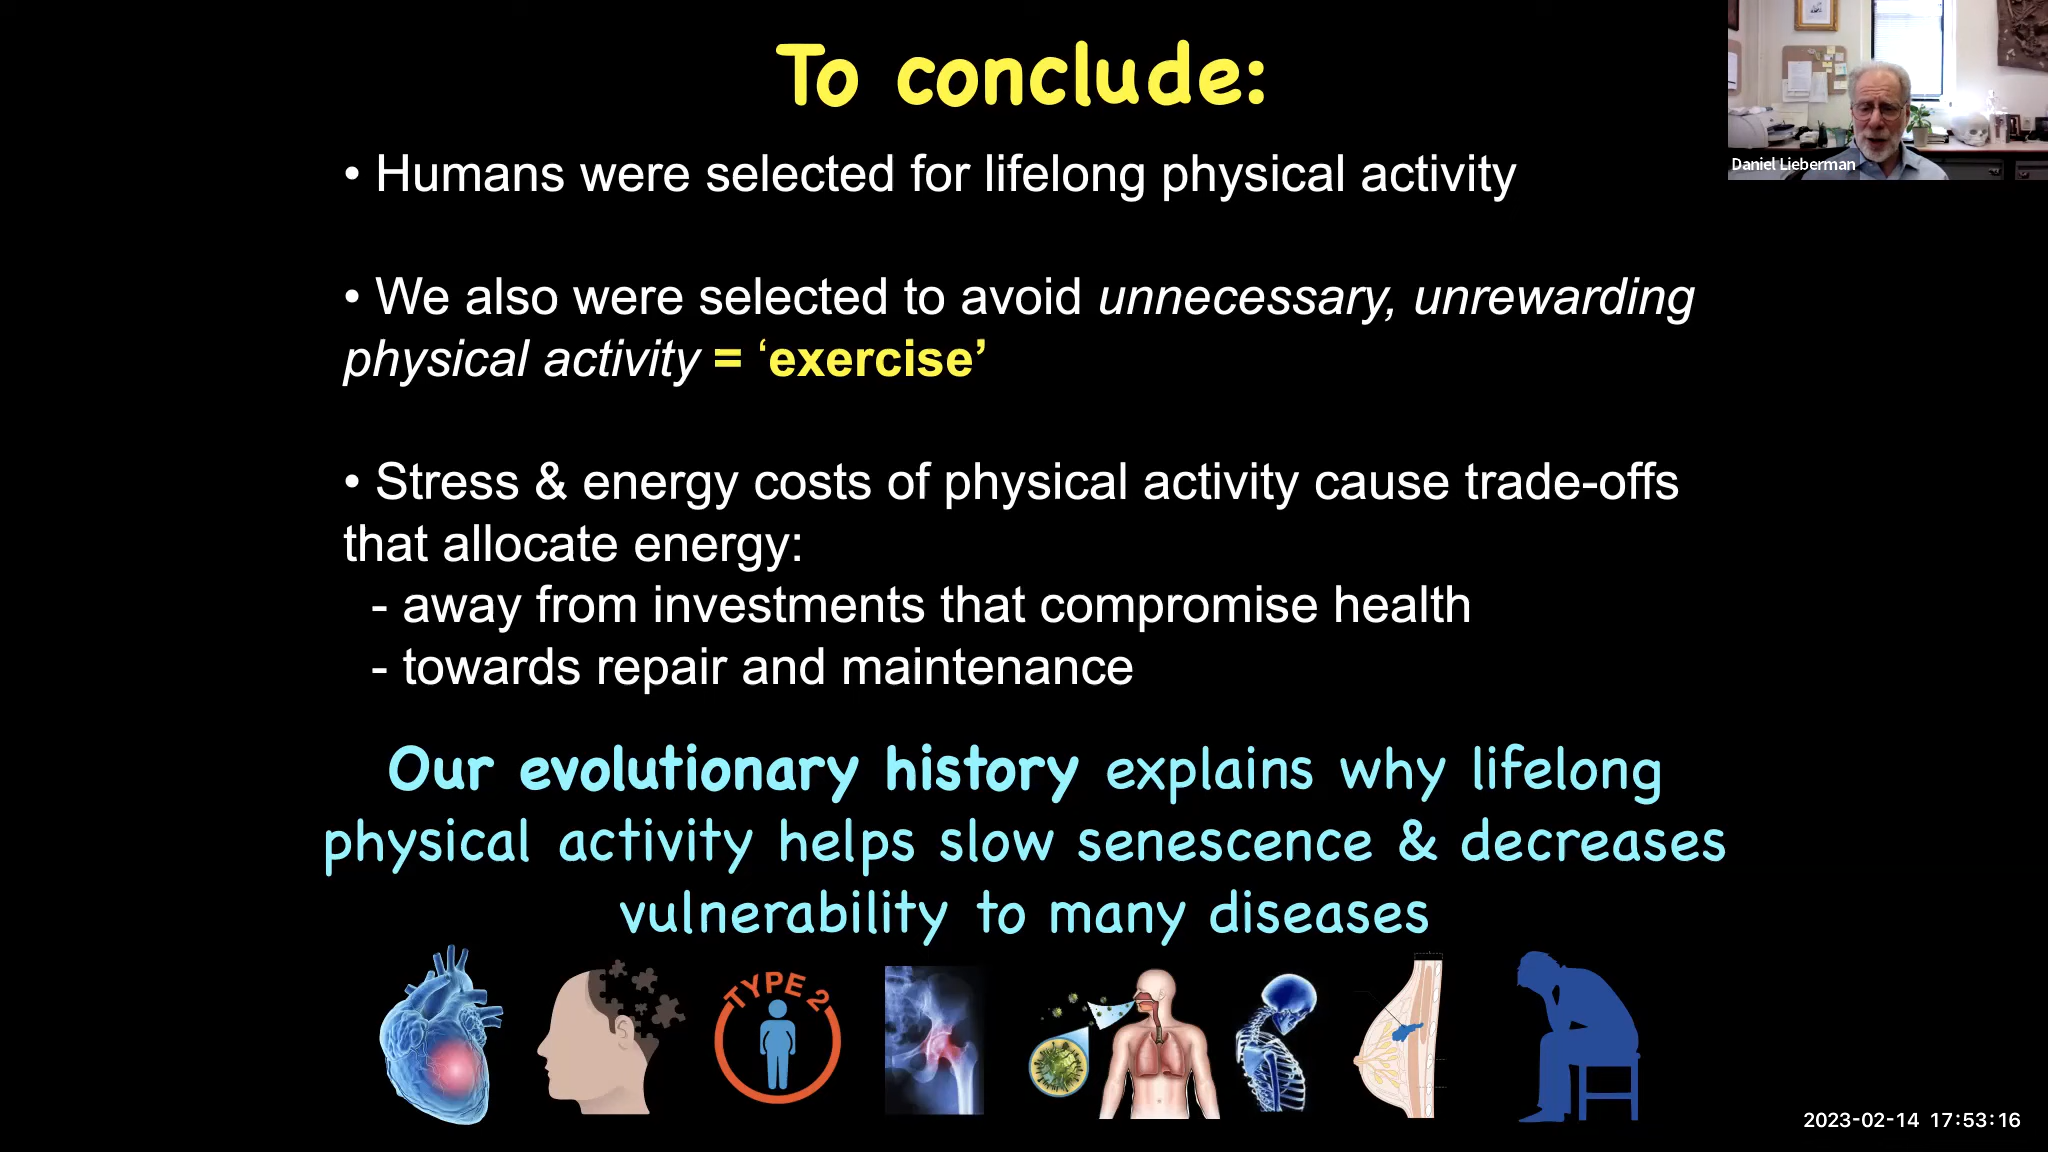 To conclude:
• Humans were selected for lifelong physical activity
• We also were selected to avoid unnecessary, unrewarding
physical activity = ‘exercise’
• Stress & energy costs of physical activity cause trade-offs
that allocate energy:
- away from investments that compromise health
- towards repair and maintenance
Our evolutionary history explains why lifelong
physical activity helps slow senescence & decreases
vulnerability to many diseases
TYPE 2
Daniel Lieberman
2023-02-14 17:53:16